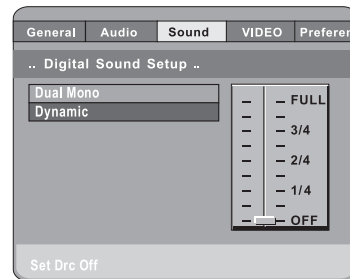 General Audio Sound VIDEO Preferen
.. Digital Sound Setup ..
Dual Mono
Dynamic
FULL
3/4
2/4
1/4
OFF
Set Drc Off